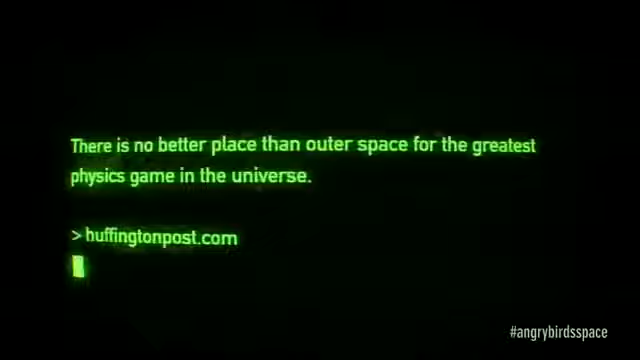 There is no better place than outer space for the greatest
physics game in the universe.
> huffingtonpost.com
#angrybirdsspace